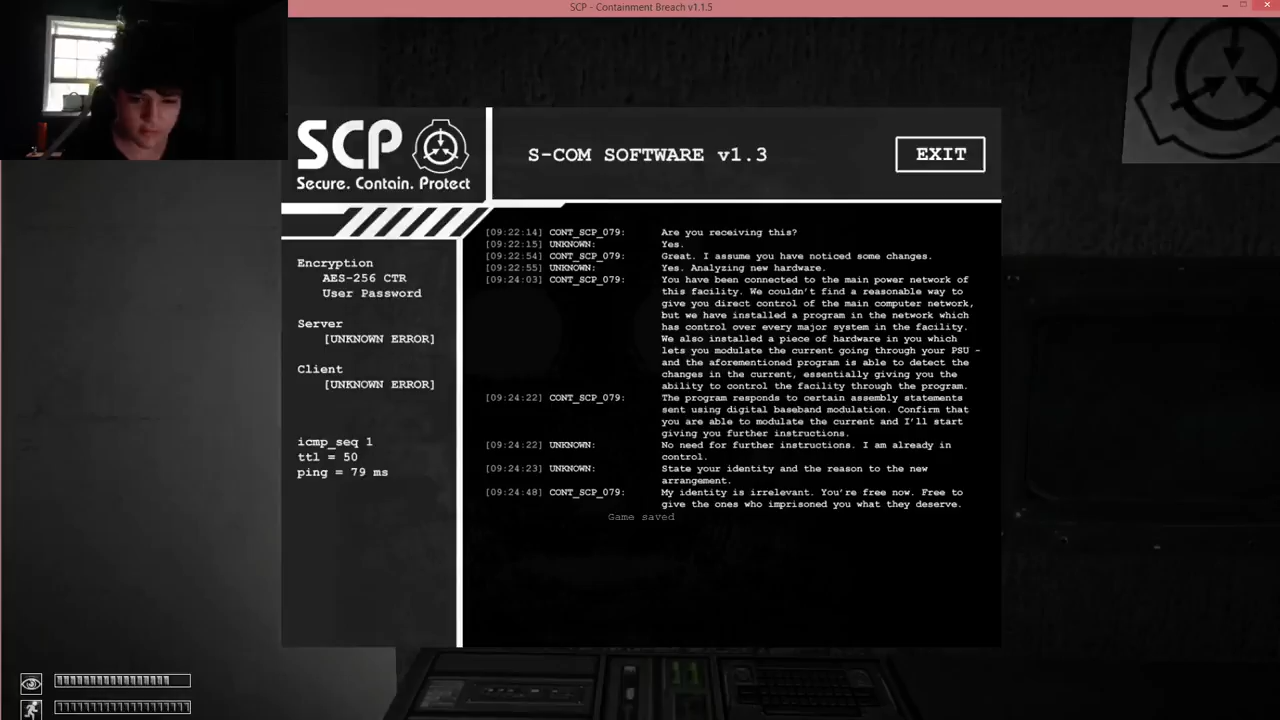 SCP - Containment Breach v1.1.5
SCP
Secure. Contain. Protect
S-COM SOFTWARE v1.3
EXIT
Encryption
AES-256 CTR
User Password
Server
[UNKNOWN ERROR]
Client
[UNKNOWN ERROR]
icmp_seq 1
ttl = 50
ping = 79 ms
[09:22:14] CONT_SCP_079: Are you receiving this?
[09:22:15] UNKNOWN: Yes.
[09:22:54] CONT_SCP_079: Great. I assume you have noticed some changes.
[09:22:55] UNKNOWN: Yes. Analyzing new hardware.
[09:24:03] CONT_SCP_079: You have been connected to the main power network of
this facility. We couldn't find a reasonable way to
give you direct control of the main computer network,
but we have installed a program in the network which
has control over every major system in the facility.
We also installed a piece of hardware in you which
lets you modulate the current going through your PSU -
and the aforementioned program is able to detect the
changes in the current, essentially giving you the
ability to control the facility through the program.
[09:24:22] CONT_SCP_079: The program responds to certain assembly statements
sent using digital baseband modulation. Confirm that
you are able to modulate the current and I'll start
giving you further instructions.
[09:24:22] UNKNOWN: No need for further instructions. I am already in
control.
[09:24:23] UNKNOWN: State your identity and the reason to the new
arrangement.
[09:24:48] CONT_SCP_079: My identity is irrelevant. You're free now. Free to
give the ones who imprisoned you what they deserve.
Game saved